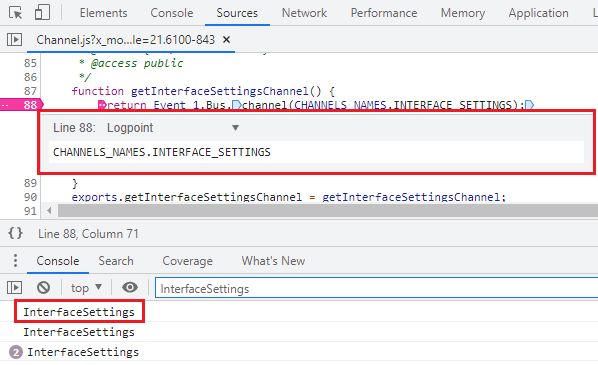 Elements Console Sources Network Performance Memory Application
Channel.js?x_mo...le=21.6100-843 ×
85
86 * @access public
*/
87 function getInterfaceSettingsChannel() {
88 return Event_1.Bus.channel(CHANNELS_NAMES.INTERFACE_SETTINGS);
Line 88: Logpoint
CHANNELS_NAMES.INTERFACE_SETTINGS
89 }
90 exports.getInterfaceSettingsChannel = getInterfaceSettingsChannel;
91
{} Line 88, Column 71
Console Search Coverage What's New
top InterfaceSettings
InterfaceSettings
InterfaceSettings
2 InterfaceSettings